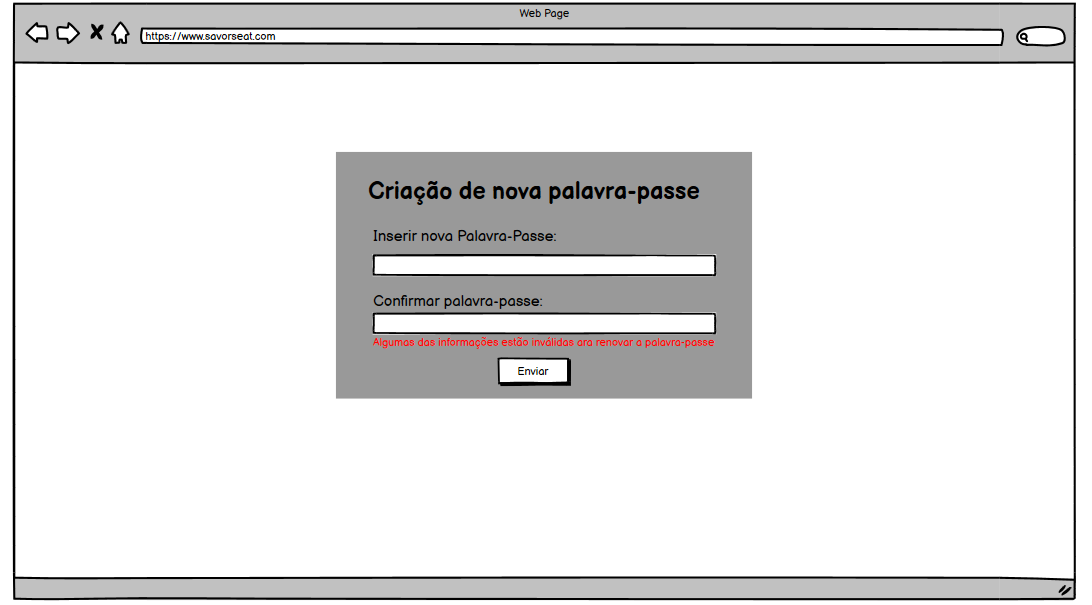 Web Page
https://www.savorseat.com
Criação de nova palavra-passe
Inserir nova Palavra-Passe:
Confirmar palavra-passe:
Algumas das informações estão inválidas ara renovar a palavra-passe
Enviar